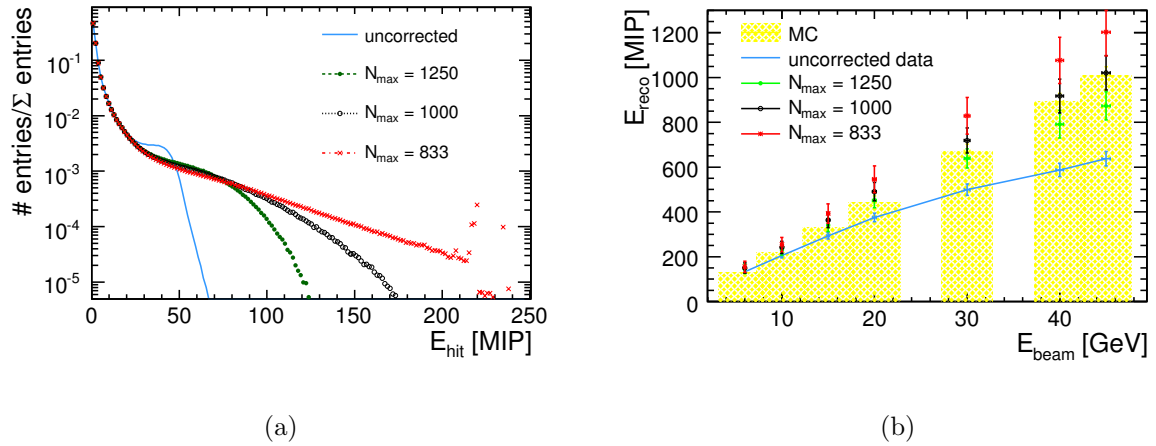 # entries/Σ entries
10⁻¹
10⁻²
10⁻³
10⁻⁴
10⁻⁵
uncorrected
N_max = 1250
N_max = 1000
N_max = 833
0 50 100 150 200 250
E_hit [MIP]
(a)
E_reco [MIP]
1200
1000
800
600
400
200
0
MC
uncorrected data
N_max = 1250
N_max = 1000
N_max = 833
10 20 30 40
E_beam [GeV]
(b)